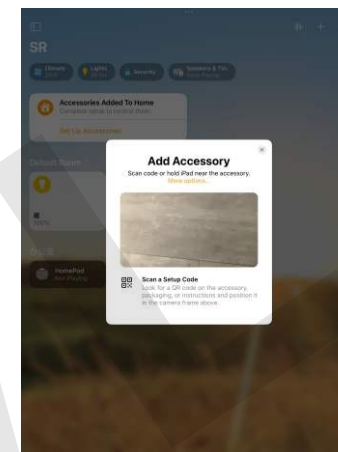 SR
Climate
Lights
Security
Speakers & TVs
Accessories Added To Home
Set Up Accessories
Default Room
100%
HomePod
Not Playing
Add Accessory
Scan code or hold iPad near the accessory.
More options...
Scan a Setup Code
Look for a QR code on the accessory,
packaging, or instructions and position it
in the camera frame above.